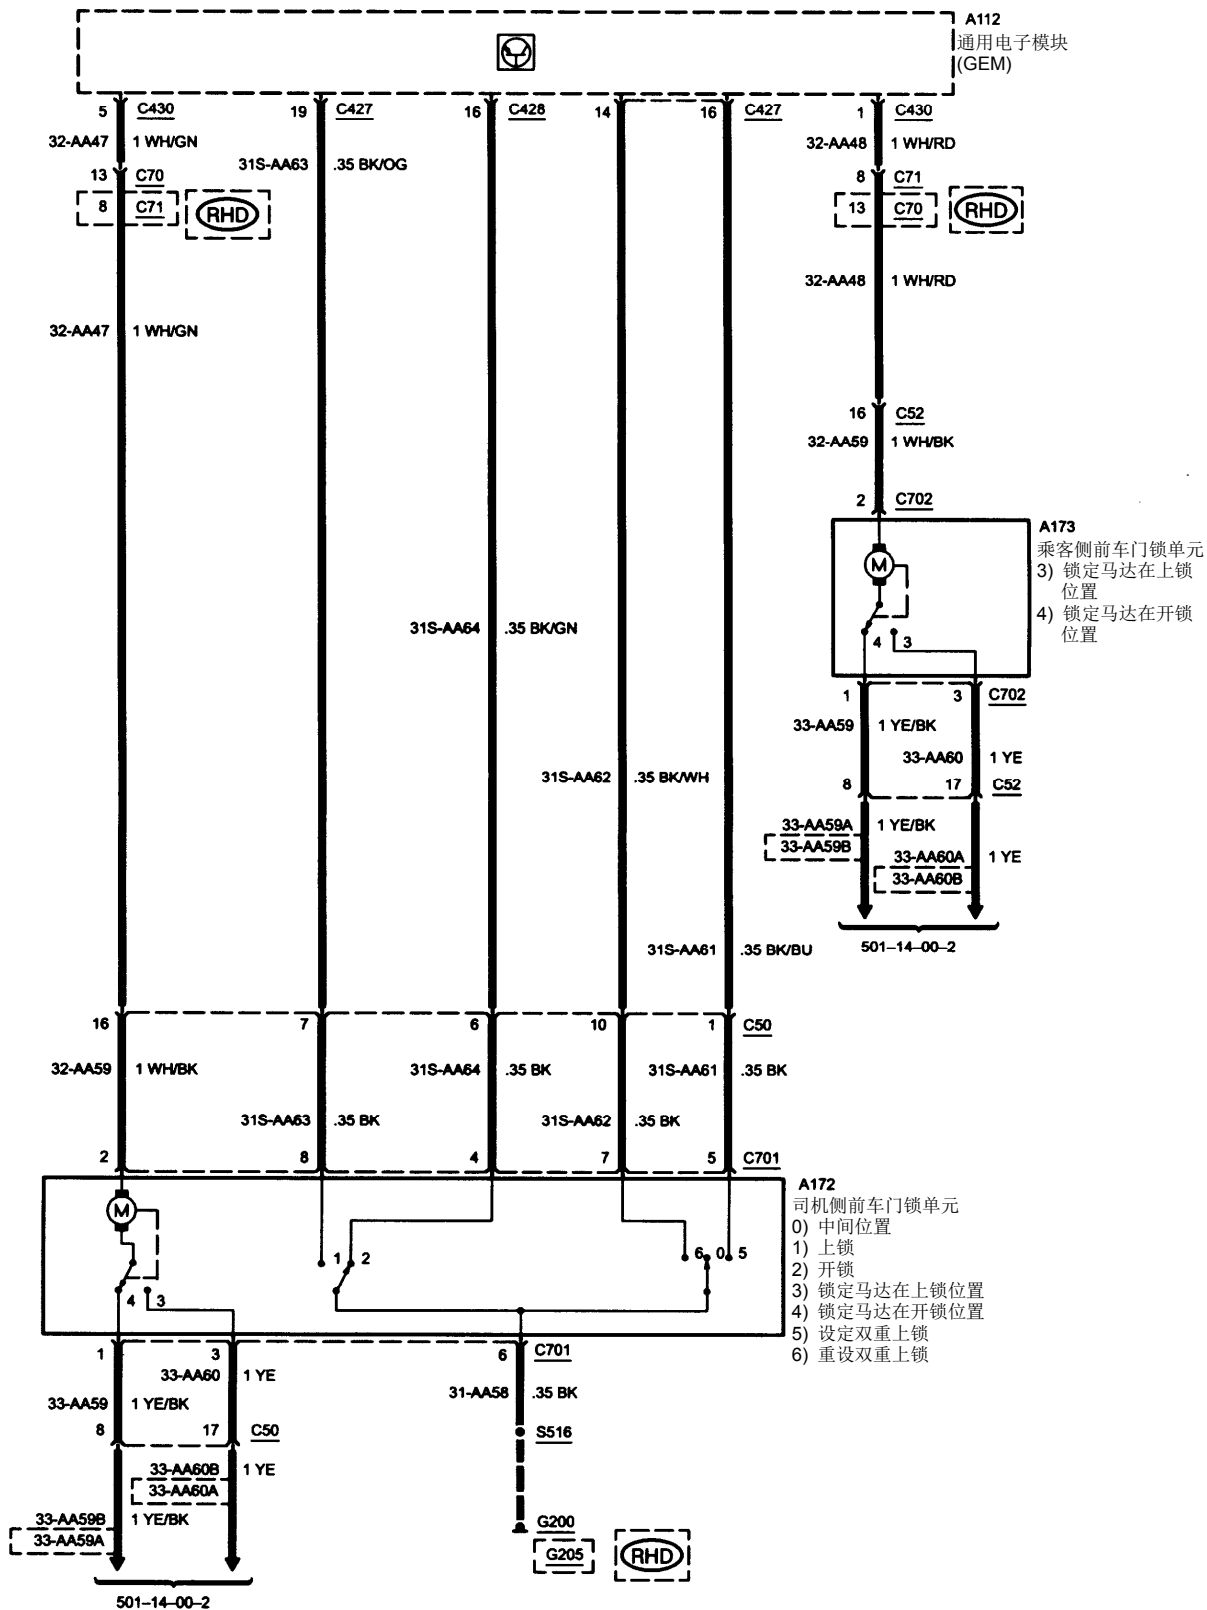 A112
通用电子模块
(GEM)
5 C430 19 C427 16 C428 14 16 C427 1 C430
32-AA47 1 WH/GN 32-AA48 1 WH/RD
31S-AA63 .35 BK/OG
13 C70 8 C71
8 C71 RHD 13 C70 RHD
32-AA48 1 WH/RD
32-AA47 1 WH/GN
16 C52
32-AA59 1 WH/BK
2 C702
A173
乘客侧前车门锁单元
3) 锁定马达在上锁
位置
4) 锁定马达在开锁
位置
M
4 3
31S-AA64 .35 BK/GN
1 3 C702
33-AA59 1 YE/BK
33-AA60 1 YE
31S-AA62 .35 BK/WH
8 17 C52
33-AA59A 1 YE/BK
33-AA59B
33-AA60A 1 YE
33-AA60B
501–14–00–2
31S-AA61 .35 BK/BU
16 7 6 10 1 C50
32-AA59 1 WH/BK 31S-AA64 .35 BK 31S-AA61 .35 BK
31S-AA63 .35 BK 31S-AA62 .35 BK
2 8 4 7 5 C701
A172
司机侧前车门锁单元
0) 中间位置
1) 上锁
2) 开锁
3) 锁定马达在上锁位置
4) 锁定马达在开锁位置
5) 设定双重上锁
6) 重设双重上锁
M
1 2 6 0 5
4 3
1 3 6 C701
33-AA60 1 YE
31-AA58 .35 BK
33-AA59 1 YE/BK
8 17 C50 S516
33-AA60B 1 YE
33-AA60A
33-AA59B 1 YE/BK
33-AA59A
G200
G205 RHD
501–14–00–2